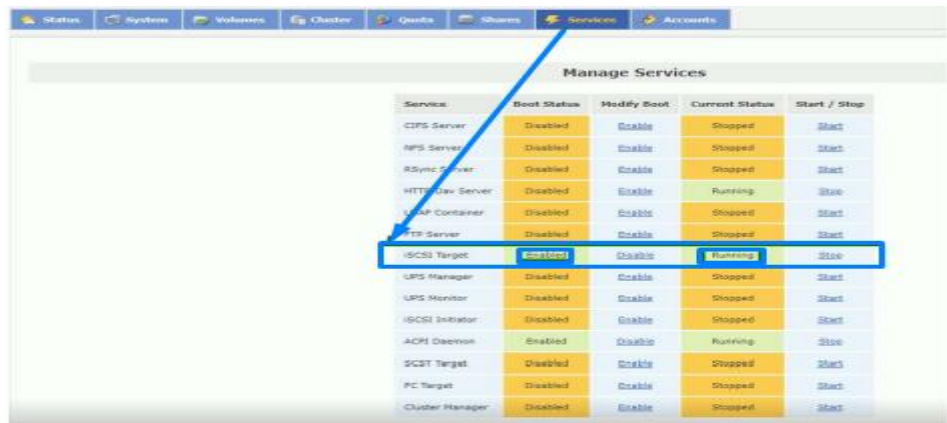 Status System Volumes Cluster Quota Shares Services Accounts
Manage Services
Service Boot Status Modify Boot Current Status Start / Stop
CIFS Server Disabled Enable Stopped Start
NFS Server Disabled Enable Stopped Start
RSync Server Disabled Enable Stopped Start
HTTP Dav Server Disabled Enable Running Stop
LDAP Container Disabled Enable Stopped Start
FTP Server Disabled Enable Stopped Start
iSCSI Target Enabled Disable Running Stop
UPS Manager Disabled Enable Stopped Start
UPS Monitor Disabled Enable Stopped Start
iSCSI Initiator Disabled Enable Stopped Start
ACPI Daemon Enabled Disable Running Stop
SCST Target Disabled Enable Stopped Start
FC Target Disabled Enable Stopped Start
Cluster Manager Disabled Enable Stopped Start